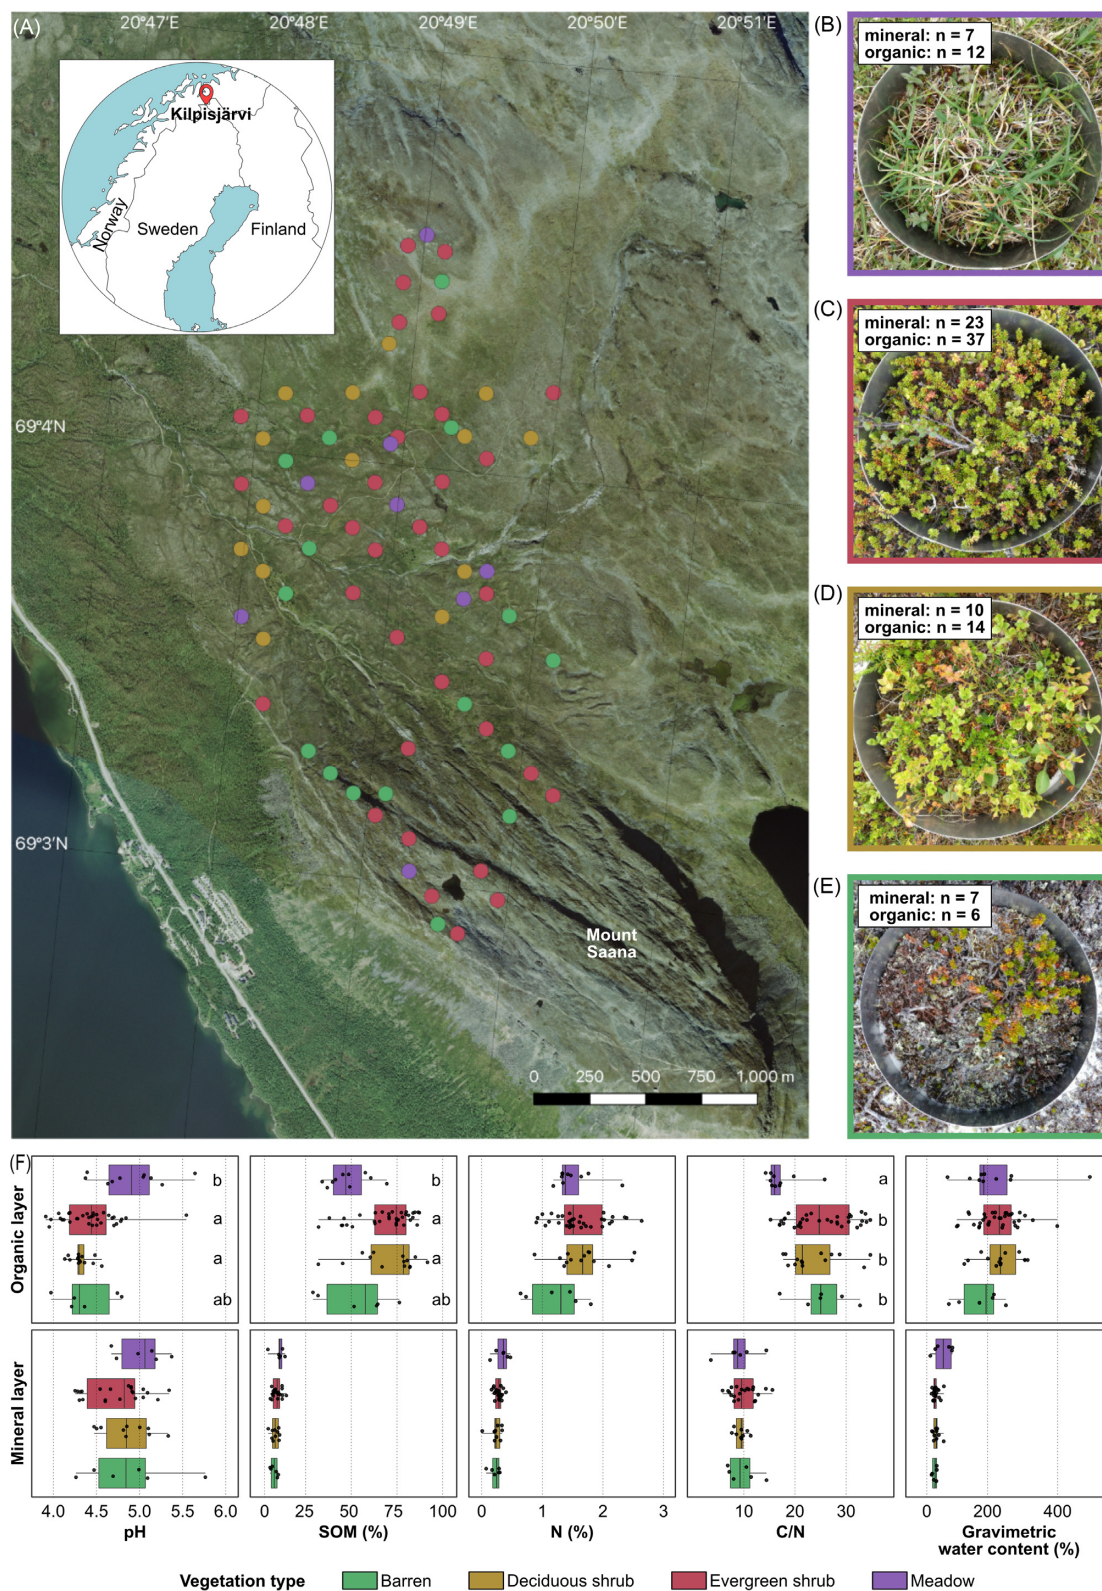 (A)
20°47′E
20°48′E
20°49′E
20°50′E
20°51′E
Kilpisjärvi
Norway
Sweden
Finland
69°4′N
69°3′N
Mount
Saana
0
250
500
750
1,000 m
(B)
mineral: n = 7
organic: n = 12
(C)
mineral: n = 23
organic: n = 37
(D)
mineral: n = 10
organic: n = 14
(E)
mineral: n = 7
organic: n = 6
(F)
Organic layer
b
a
a
ab
b
a
a
ab
a
b
b
b
Mineral layer
4.0 4.5 5.0 5.5 6.0
pH
0 25 50 75 100
SOM (%)
0 1 2 3
N (%)
10 20 30
C/N
0 200 400
Gravimetric
water content (%)
Vegetation type
Barren
Deciduous shrub
Evergreen shrub
Meadow